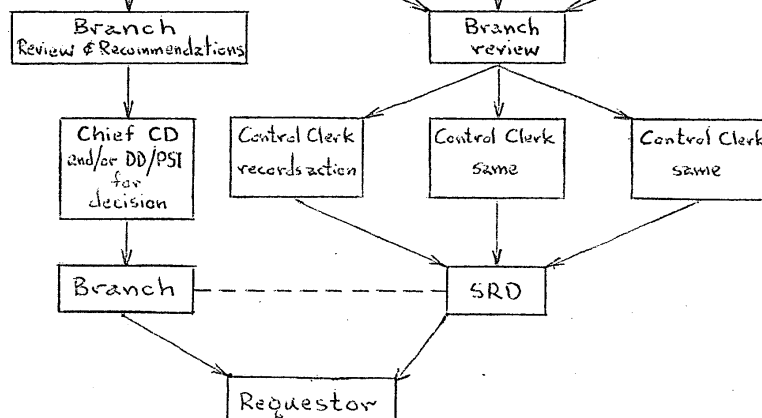 Branch
Review & Recommendations
Branch
review
Chief CD
and/or DD/PSI
for
decision
Control Clerk
records action
Control Clerk
same
Control Clerk
same
Branch
SRD
Requestor